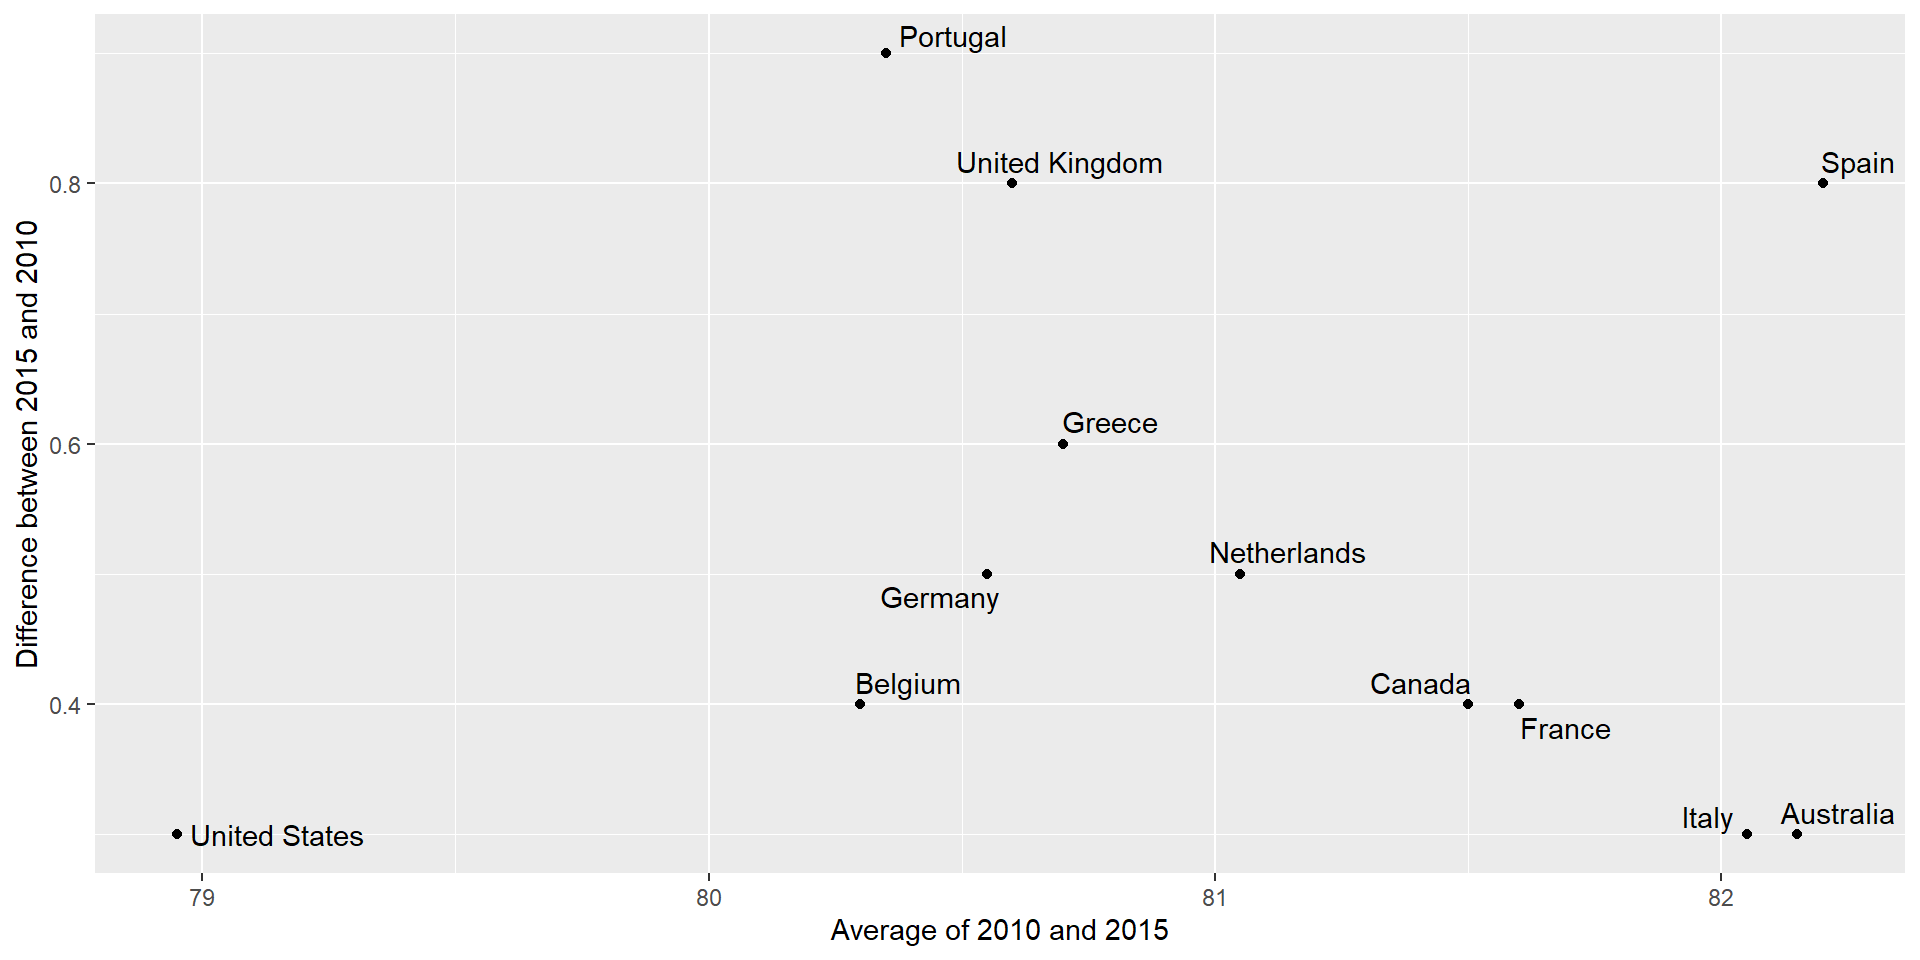 Portugal
United Kingdom
Spain
0.8
Greece
0.6
Netherlands
Germany
Belgium
Canada
0.4
France
Italy
Australia
United States
79
80
81
82
Average of 2010 and 2015
Difference between 2015 and 2010